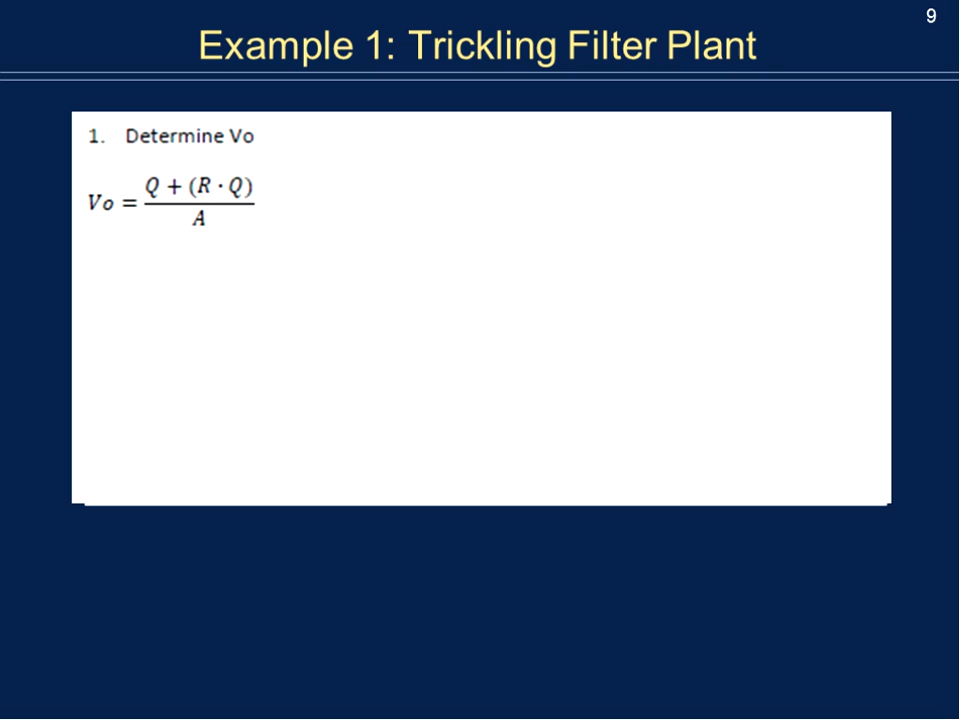 9
Example 1: Trickling Filter Plant
1. Determine Vo
Vo = Q + (R · Q) / A